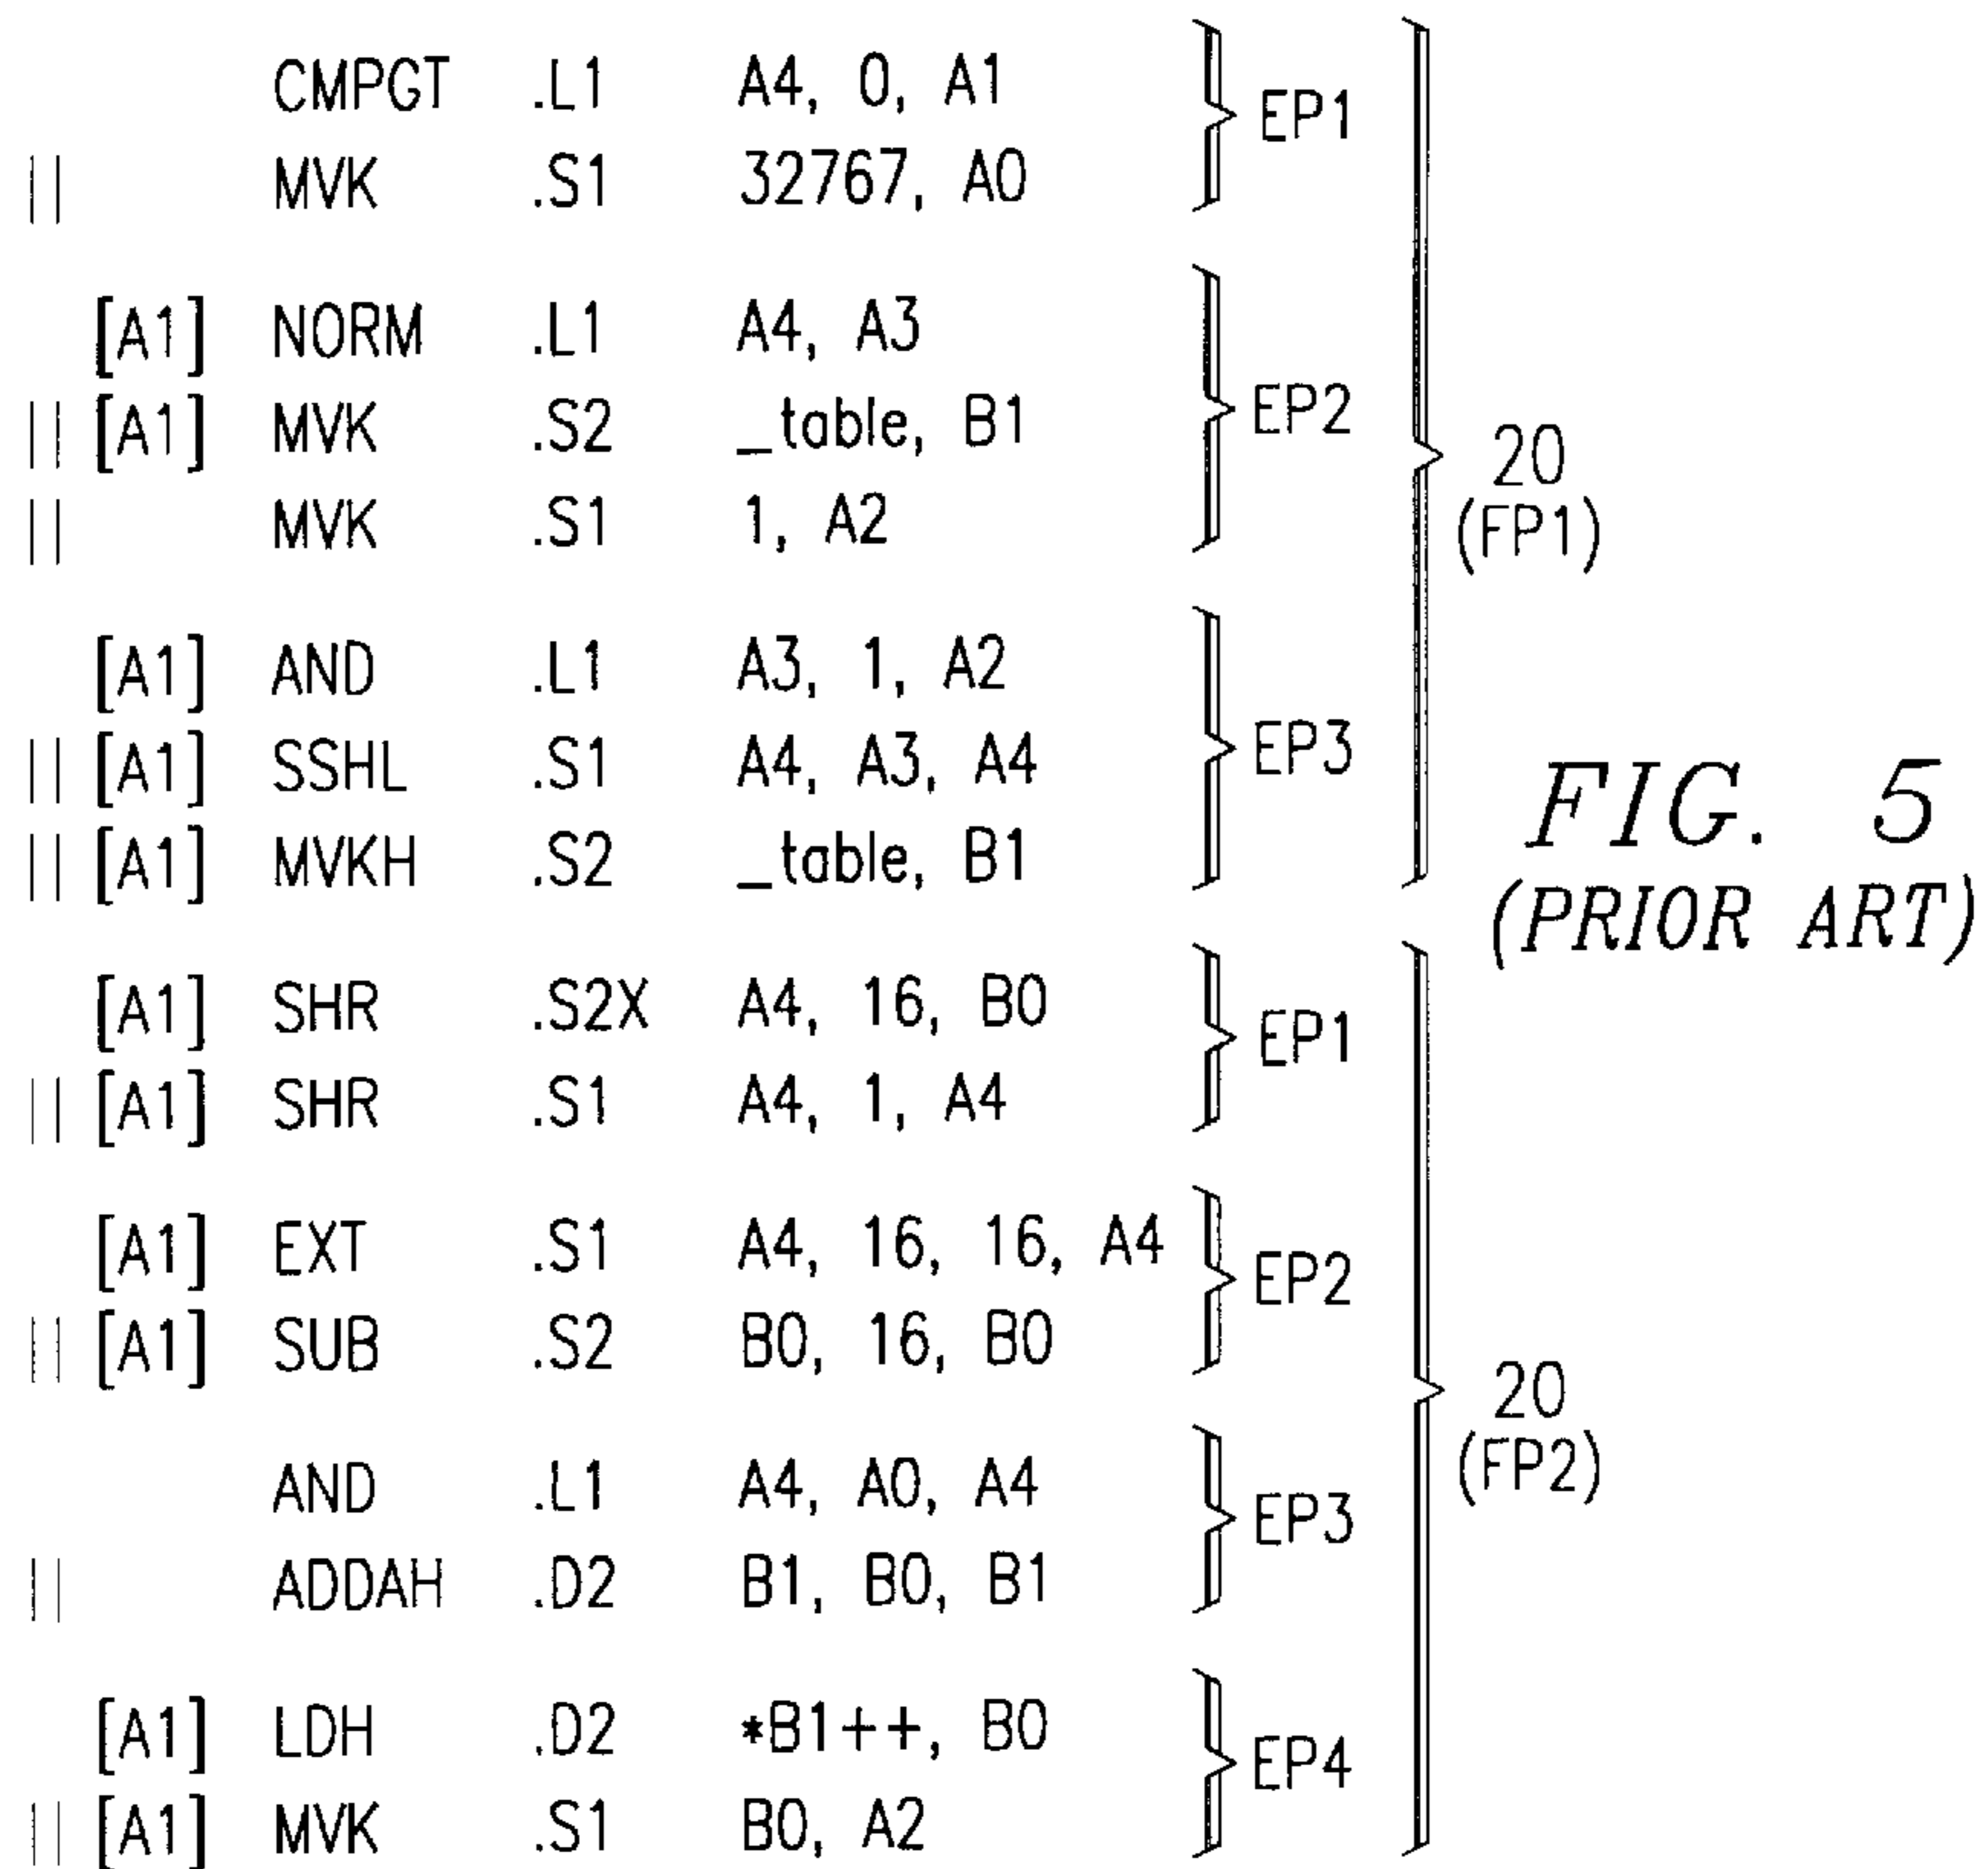 CMPGT .L1 A4, 0, A1
|| MVK .S1 32767, A0
EP1
[A1] NORM .L1 A4, A3
|| [A1] MVK .S2 _table, B1
|| MVK .S1 1, A2
EP2
[A1] AND .L1 A3, 1, A2
|| [A1] SSHL .S1 A4, A3, A4
|| [A1] MVKH .S2 _table, B1
EP3
20
(FP1)
[A1] SHR .S2X A4, 16, B0
|| [A1] SHR .S1 A4, 1, A4
EP1
[A1] EXT .S1 A4, 16, 16, A4
|| [A1] SUB .S2 B0, 16, B0
EP2
AND .L1 A4, A0, A4
|| ADDAH .D2 B1, B0, B1
EP3
[A1] LDH .D2 *B1++, B0
|| [A1] MVK .S1 B0, A2
EP4
20
(FP2)
FIG. 5
(PRIOR ART)